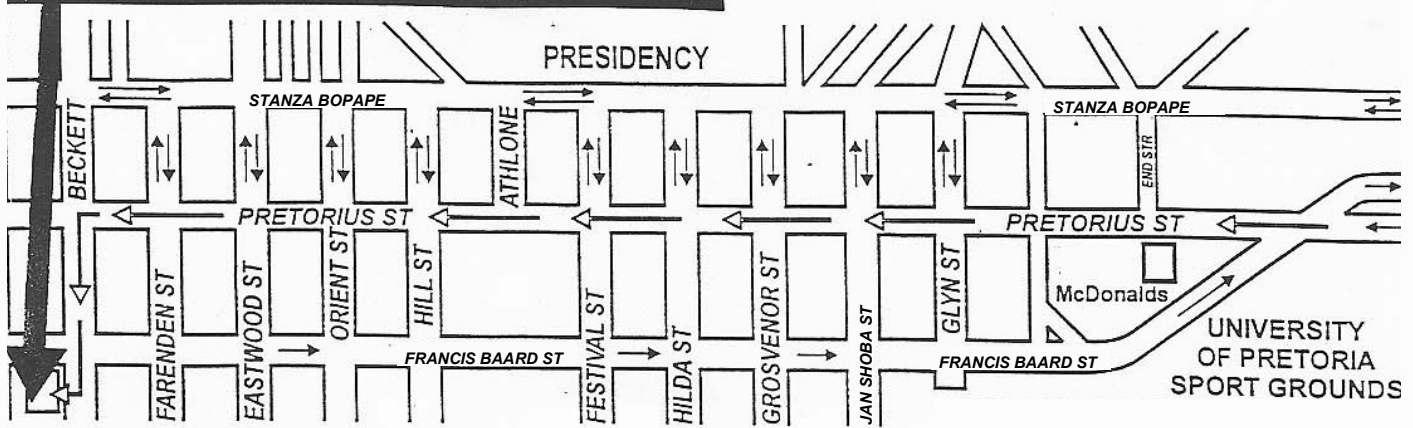 PRESIDENCY
STANZA BOPAPE
STANZA BOPAPE
BECKETT
ATHLONE
END STR
PRETORIUS ST
PRETORIUS ST
FARENDEN ST
EASTWOOD ST
ORIENT ST
HILL ST
FESTIVAL ST
HILDA ST
GROSVENOR ST
JAN SHOBA ST
GLYN ST
McDonalds
FRANCIS BAARD ST
FRANCIS BAARD ST
UNIVERSITY
OF PRETORIA
SPORT GROUNDS